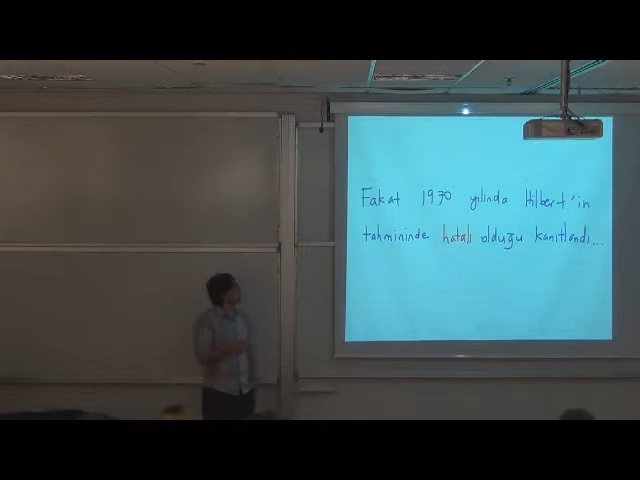 Fakat 1970 yılında Hilbert'in
tahmininde hatalı olduğu kanıtlandı...